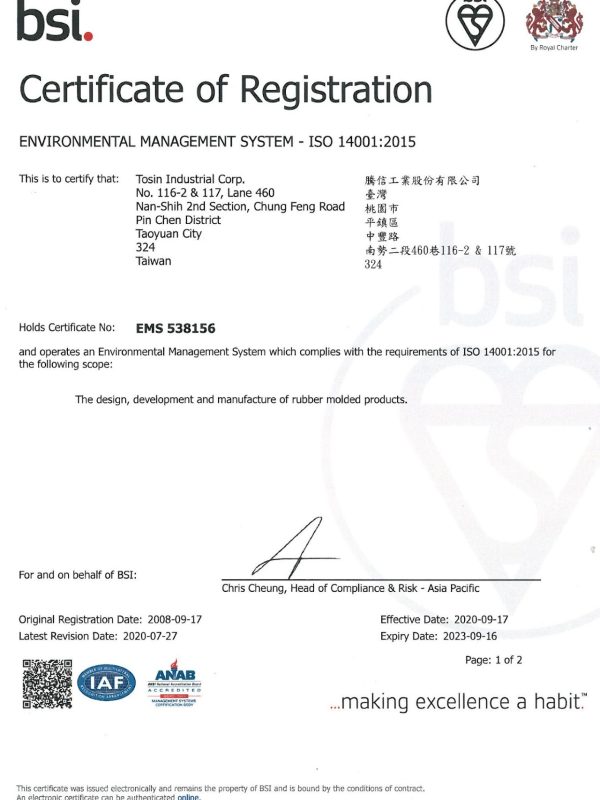 bsi.
By Royal Charter
Certificate of Registration
ENVIRONMENTAL MANAGEMENT SYSTEM - ISO 14001:2015
This is to certify that:
Tosin Industrial Corp.
No. 116-2 & 117, Lane 460
Nan-Shih 2nd Section, Chung Feng Road
Pin Chen District
Taoyuan City
324
Taiwan
騰信工業股份有限公司
臺灣
桃園市
平鎮區
中豐路
南勢二段460巷116-2 & 117號
324
Holds Certificate No: EMS 538156
and operates an Environmental Management System which complies with the requirements of ISO 14001:2015 for
the following scope:
The design, development and manufacture of rubber molded products.
bsi
For and on behalf of BSI:
Chris Cheung, Head of Compliance & Risk - Asia Pacific
Original Registration Date: 2008-09-17
Effective Date: 2020-09-17
Latest Revision Date: 2020-07-27
Expiry Date: 2023-09-16
Page: 1 of 2
IAF
ANAB
ACCREDITED
MANAGEMENT SYSTEMS
CERTIFICATION BODY
...making excellence a habit.™
This certificate was issued electronically and remains the property of BSI and is bound by the conditions of contract.
An electronic certificate can be authenticated online.